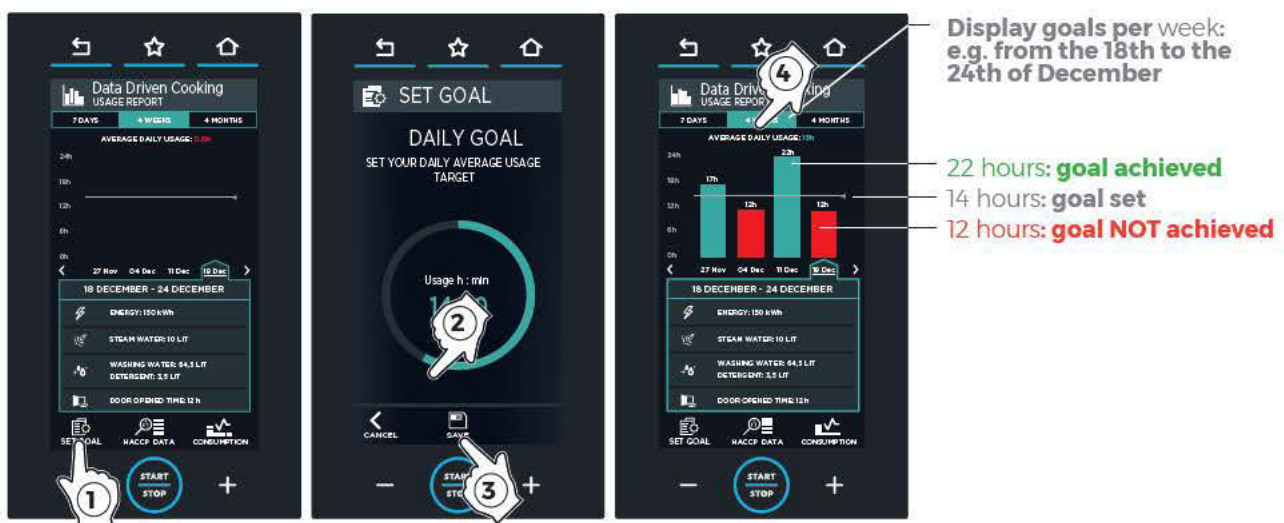 Data Driven Cooking
USAGE REPORT
7 DAYS 4 WEEKS 4 MONTHS
AVERAGE DAILY USAGE: 0.0h
24h
18h
12h
6h
0h
27 Nov 04 Dec 11 Dec 18 Dec
18 DECEMBER - 24 DECEMBER
ENERGY: 150 kWh
STEAM WATER: 10 LIT
WASHING WATER: 64,5 LIT
DETERGENT: 3,5 LIT
DOOR OPENED TIME: 12 h
SET GOAL HACCP DATA CONSUMPTION
START
STOP
1
SET GOAL
DAILY GOAL
SET YOUR DAILY AVERAGE USAGE
TARGET
Usage h : min
2
CANCEL SAVE
3
4
USAGE REPORT
7 DAYS 4 MONTHS
AVERAGE DAILY USAGE: 15h
24h
18h
12h
6h
0h
17h
12h
22h
12h
27 Nov 04 Dec 11 Dec 18 Dec
18 DECEMBER - 24 DECEMBER
ENERGY: 150 kWh
STEAM WATER: 10 LIT
WASHING WATER: 64,5 LIT
DETERGENT: 3,5 LIT
DOOR OPENED TIME: 12 h
SET GOAL HACCP DATA CONSUMPTION
START
STOP
Display goals per week:
e.g. from the 18th to the
24th of December
22 hours: goal achieved
14 hours: goal set
12 hours: goal NOT achieved